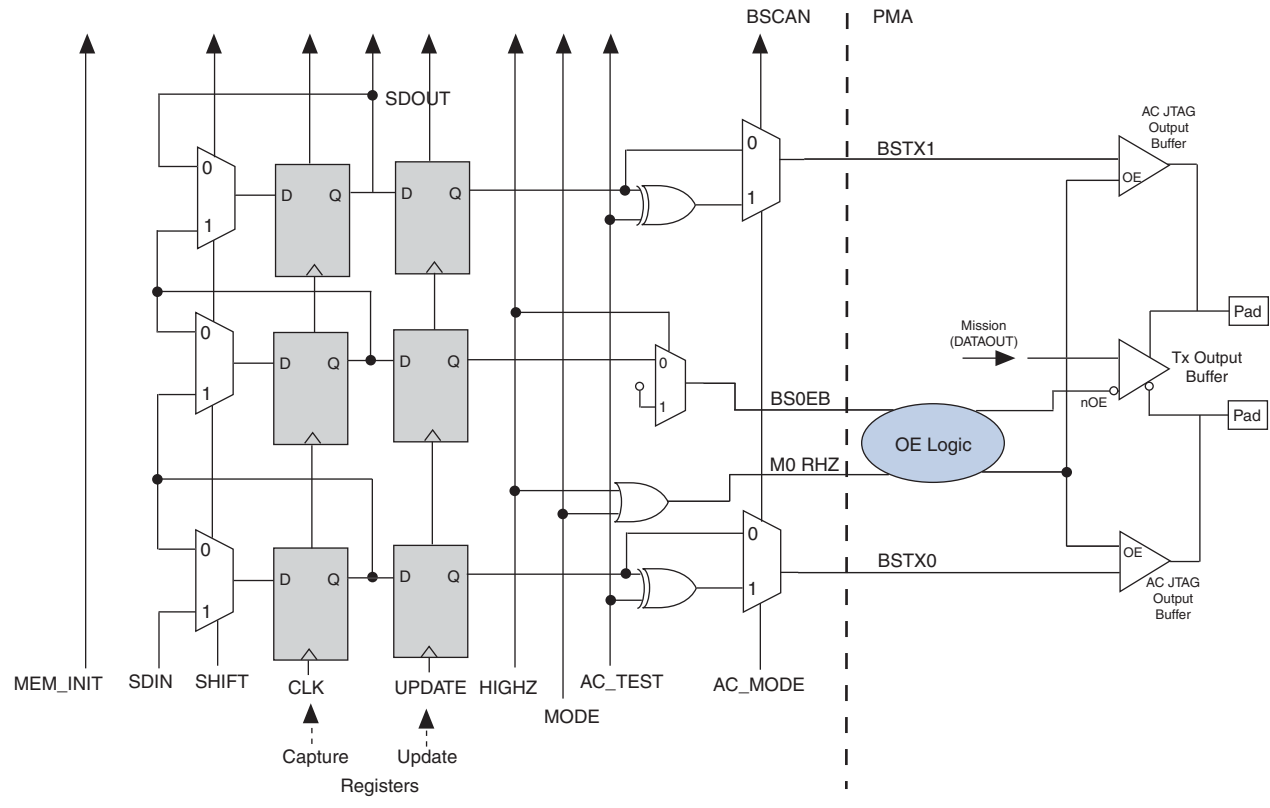 BSCAN
PMA
SDOUT
0
1
D
Q
D
Q
0
1
BSTX1
AC JTAG
Output
Buffer
OE
Pad
0
1
D
Q
D
Q
0
1
BS0EB
Mission
(DATAOUT)
nOE
Tx Output
Buffer
Pad
OE Logic
M0 RHZ
0
1
D
Q
D
Q
0
1
BSTX0
OE
AC JTAG
Output
Buffer
MEM_INIT
SDIN
SHIFT
CLK
UPDATE
HIGHZ
MODE
AC_TEST
AC_MODE
Capture
Update
Registers